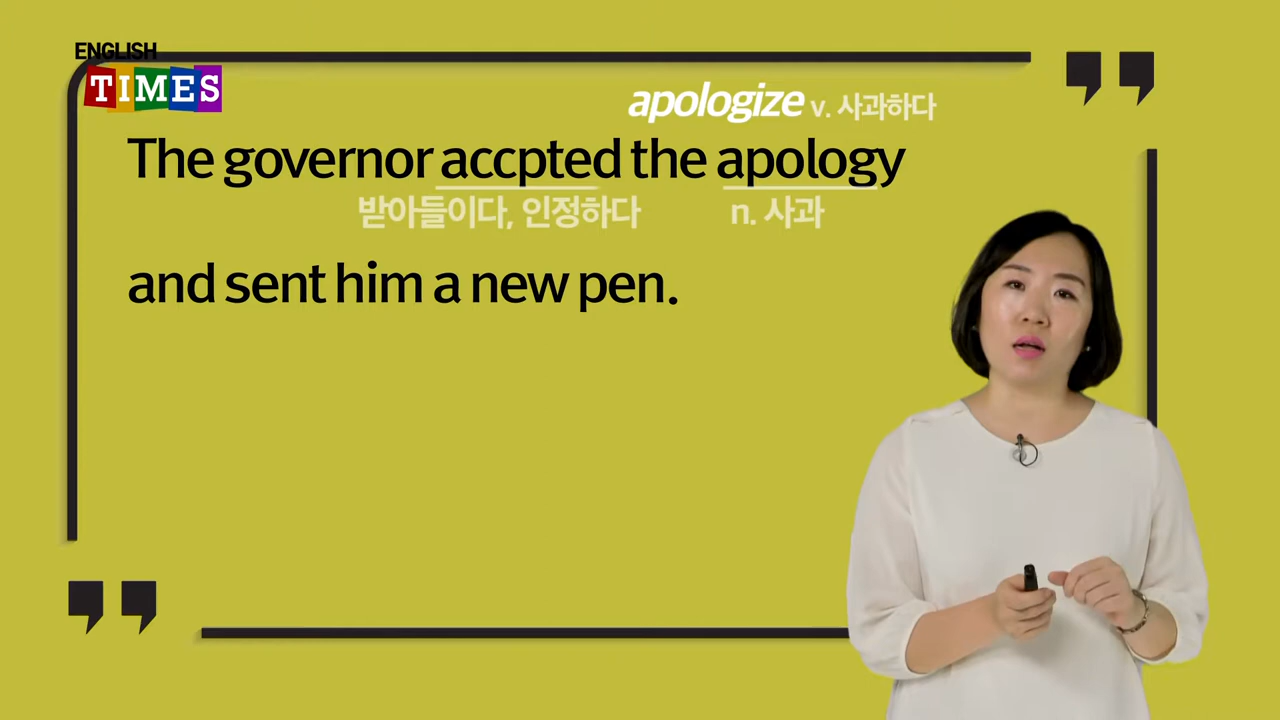 ENGLISH
TIMES
apologize v. 사과하다
The governor accpted the apology
받아들이다, 인정하다 n. 사과
and sent him a new pen.